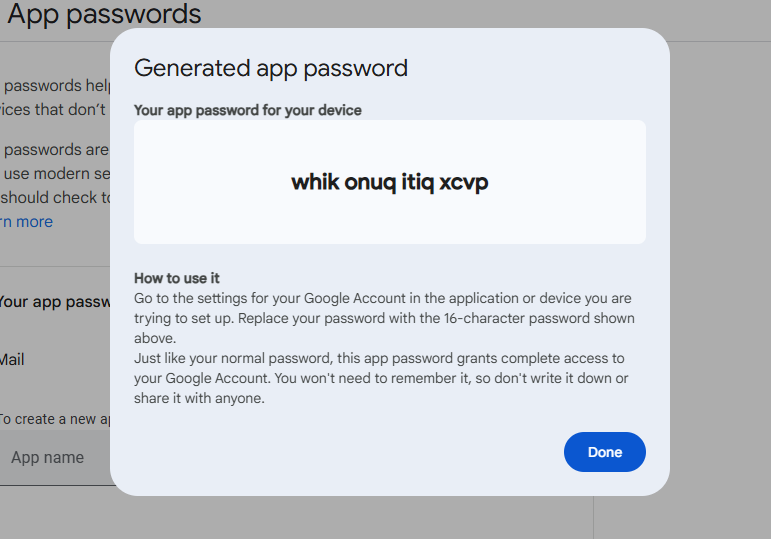 App passwords
passwords help
vices that don't
passwords are
use modern se
should check to
rn more
Your app passw
Mail
To create a new ap
App name
Generated app password
Your app password for your device
whik onuq itiq xcvp
How to use it
Go to the settings for your Google Account in the application or device you are
trying to set up. Replace your password with the 16-character password shown
above.
Just like your normal password, this app password grants complete access to
your Google Account. You won't need to remember it, so don't write it down or
share it with anyone.
Done